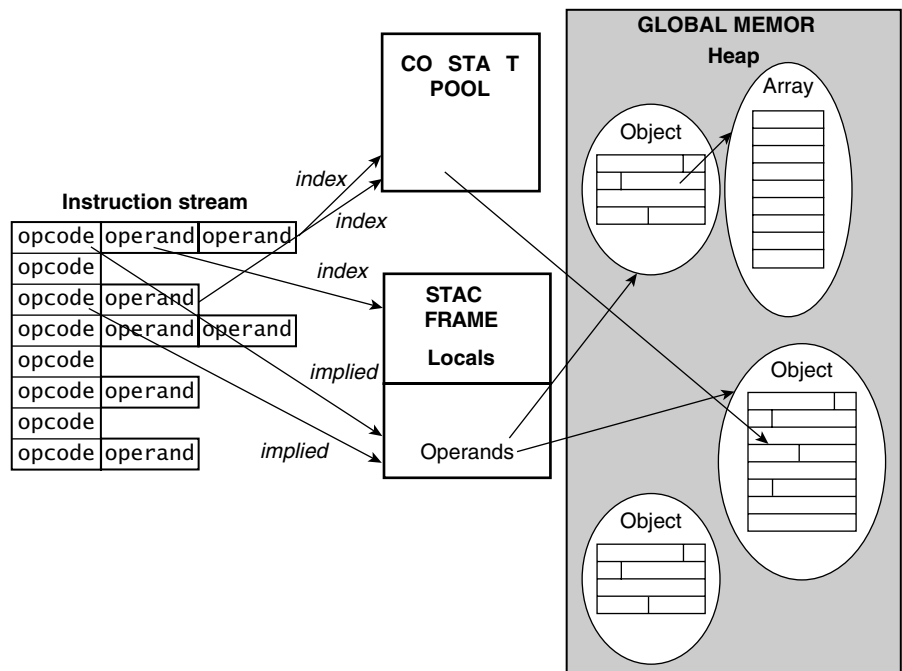 GLOBAL MEMOR
Heap
CO STA T
POOL
Array
Object
index
index
Instruction stream
opcode operand operand
opcode
opcode operand
opcode operand operand
opcode
opcode operand
opcode
opcode operand
index
STAC
FRAME
Locals
implied
Operands
implied
Object
Object